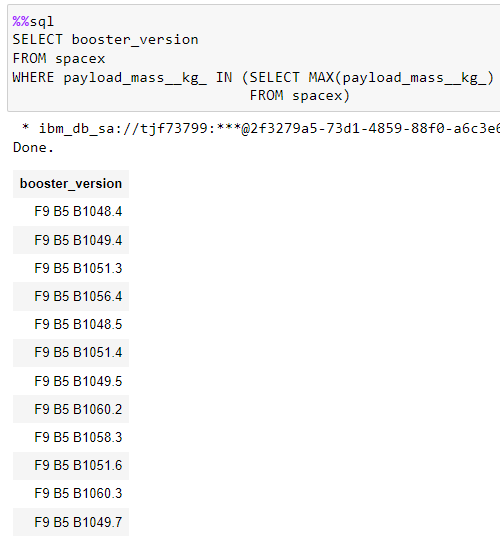 %%sql
SELECT booster_version
FROM spacex
WHERE payload_mass__kg_ IN (SELECT MAX(payload_mass__kg_)
FROM spacex)
* ibm_db_sa://tjf73799:***@2f3279a5-73d1-4859-88f0-a6c3e6
Done.
booster_version
F9 B5 B1048.4
F9 B5 B1049.4
F9 B5 B1051.3
F9 B5 B1056.4
F9 B5 B1048.5
F9 B5 B1051.4
F9 B5 B1049.5
F9 B5 B1060.2
F9 B5 B1058.3
F9 B5 B1051.6
F9 B5 B1060.3
F9 B5 B1049.7